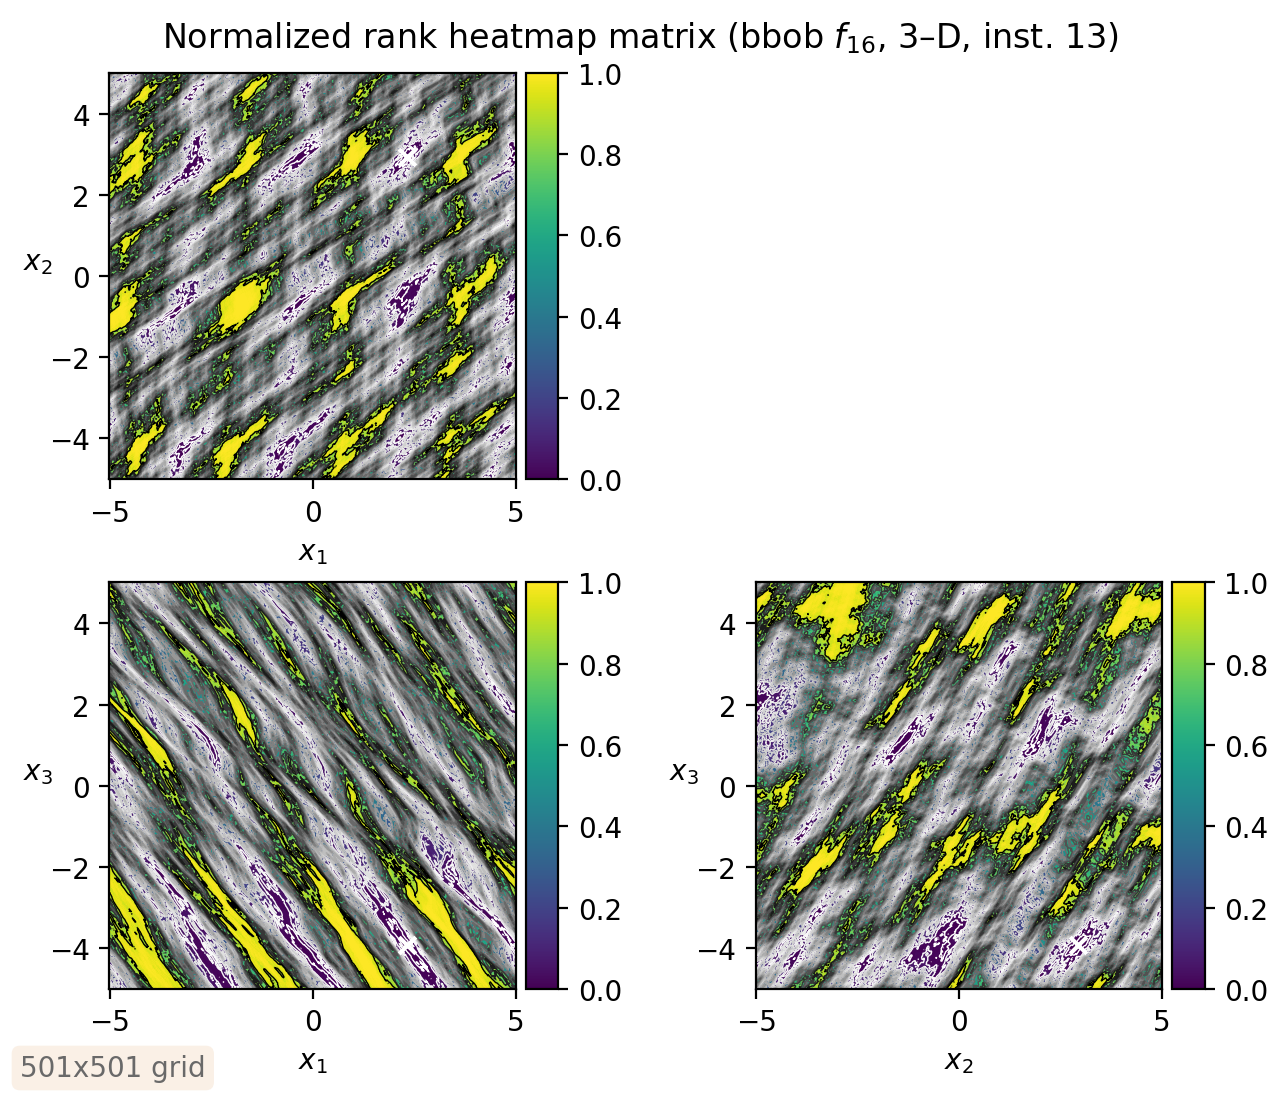 Normalized rank heatmap matrix (bbob f₁₆, 3–D, inst. 13)
1.0
4
0.8
2
0.6
x₂
0
0.4
−2
0.2
−4
0.0
−5 0 5
x₁
1.0 1.0
4 4
0.8 0.8
2 2
0.6 0.6
x₃ 0 x₃ 0
0.4 0.4
−2 −2
0.2 0.2
−4 −4
0.0 0.0
−5 0 5 −5 0 5
x₁ x₂
501x501 grid